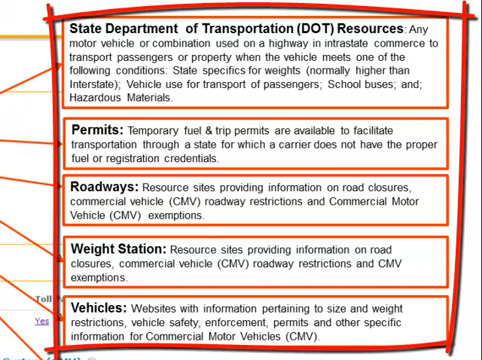 State Department of Transportation (DOT) Resources: Any
motor vehicle or combination used on a highway in intrastate commerce to
transport passengers or property when the vehicle meets one of the
following conditions: State specifics for weights (normally higher than
Interstate); Vehicle use for transport of passengers; School buses; and;
Hazardous Materials.
Permits: Temporary fuel & trip permits are available to facilitate
transportation through a state for which a carrier does not have the proper
fuel or registration credentials.
Roadways: Resource sites providing information on road closures,
commercial vehicle (CMV) roadway restrictions and Commercial Motor
Vehicle (CMV) exemptions.
Weight Station: Resource sites providing information on road
closures, commercial vehicle (CMV) roadway restrictions and CMV
exemptions.
Toll
Vehicles: Websites with information pertaining to size and weight
Yes
restrictions, vehicle safety, enforcement, permits and other specific
information for Commercial Motor Vehicles (CMV).